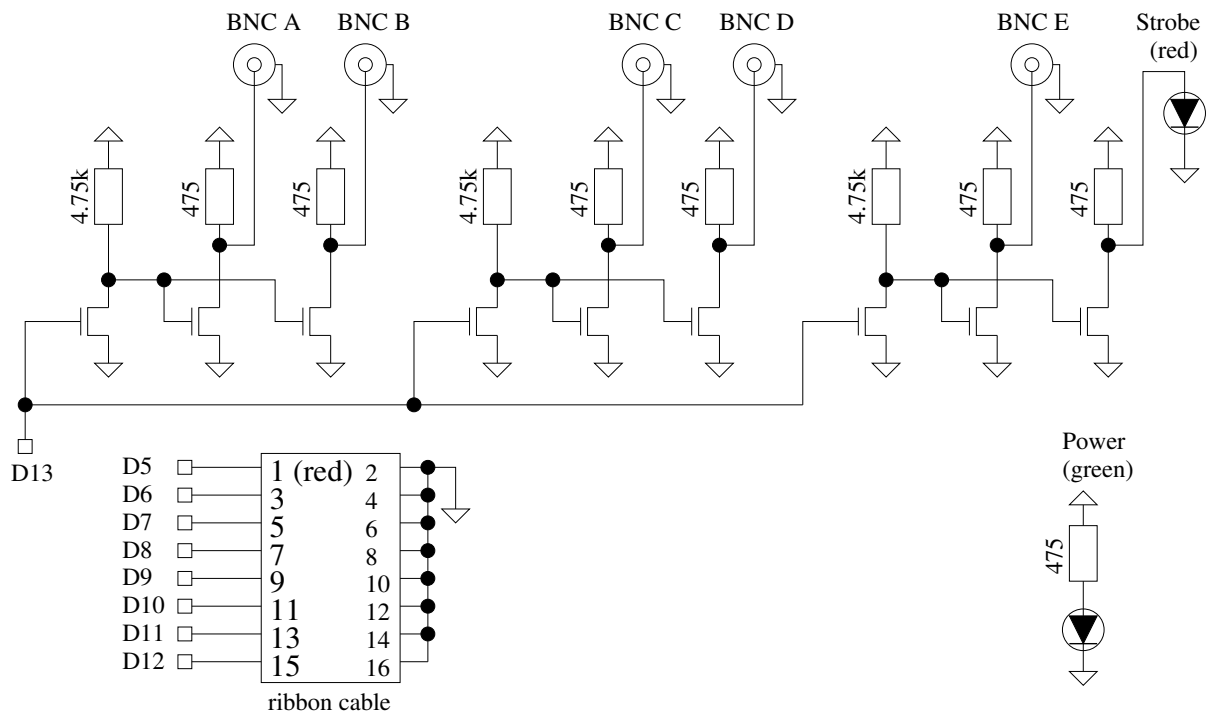 BNC A
BNC B
BNC C
BNC D
BNC E
Strobe
(red)
4.75k
475
475
4.75k
475
475
4.75k
475
475
D13
Power
(green)
475
D5
1 (red)
2
D6
3
4
D7
5
6
D8
7
8
D9
9
10
D10
11
12
D11
13
14
D12
15
16
ribbon cable